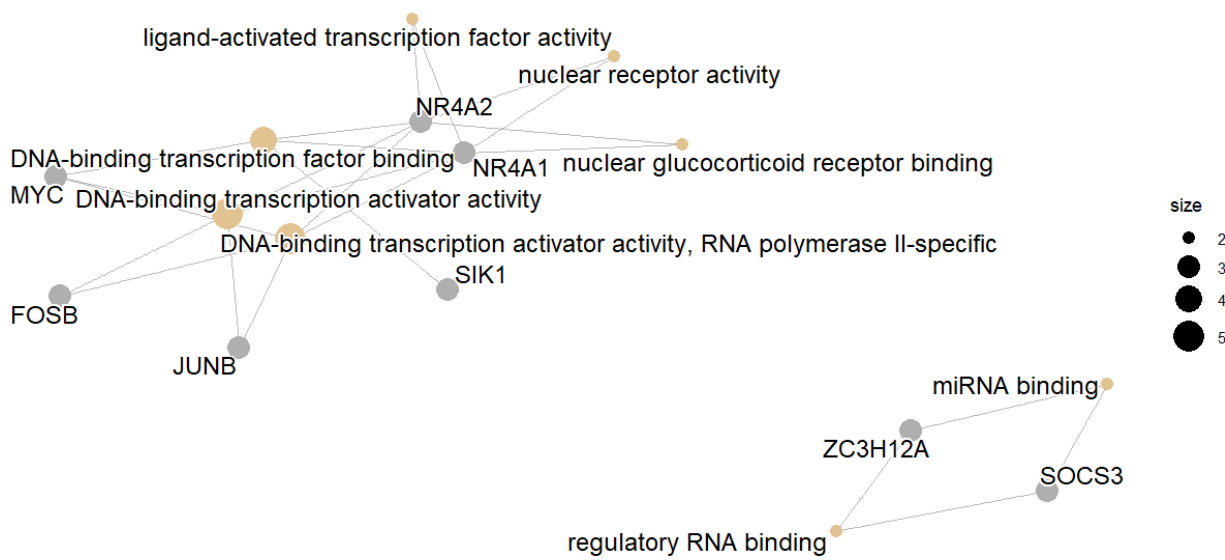 ligand-activated transcription factor activity
nuclear receptor activity
NR4A2
DNA-binding transcription factor binding
NR4A1
nuclear glucocorticoid receptor binding
MYC
DNA-binding transcription activator activity
DNA-binding transcription activator activity, RNA polymerase II-specific
SIK1
FOSB
JUNB
size
2
3
4
5
miRNA binding
ZC3H12A
SOCS3
regulatory RNA binding